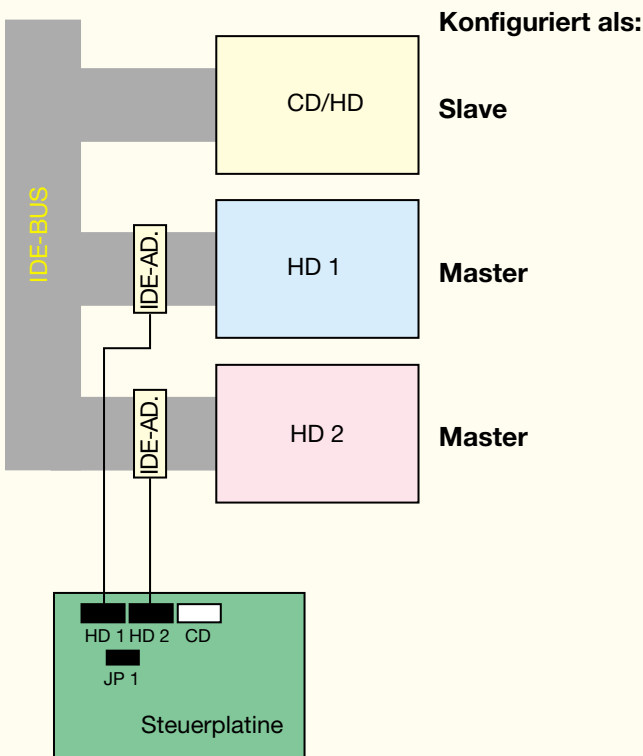 Konfiguriert als:
CD/HD
Slave
IDE-BUS
IDE-AD.
HD 1
Master
IDE-AD.
HD 2
Master
HD 1 HD 2 CD
JP 1
Steuerplatine